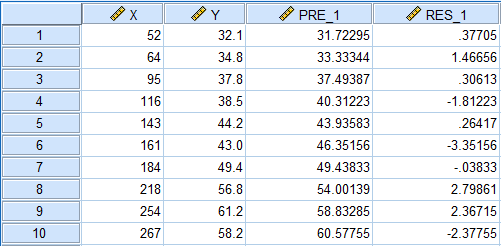 X Y PRE_1 RES_1
1 52 32.1 31.72295 .37705
2 64 34.8 33.33344 1.46656
3 95 37.8 37.49387 .30613
4 116 38.5 40.31223 -1.81223
5 143 44.2 43.93583 .26417
6 161 43.0 46.35156 -3.35156
7 184 49.4 49.43833 -.03833
8 218 56.8 54.00139 2.79861
9 254 61.2 58.83285 2.36715
10 267 58.2 60.57755 -2.37755